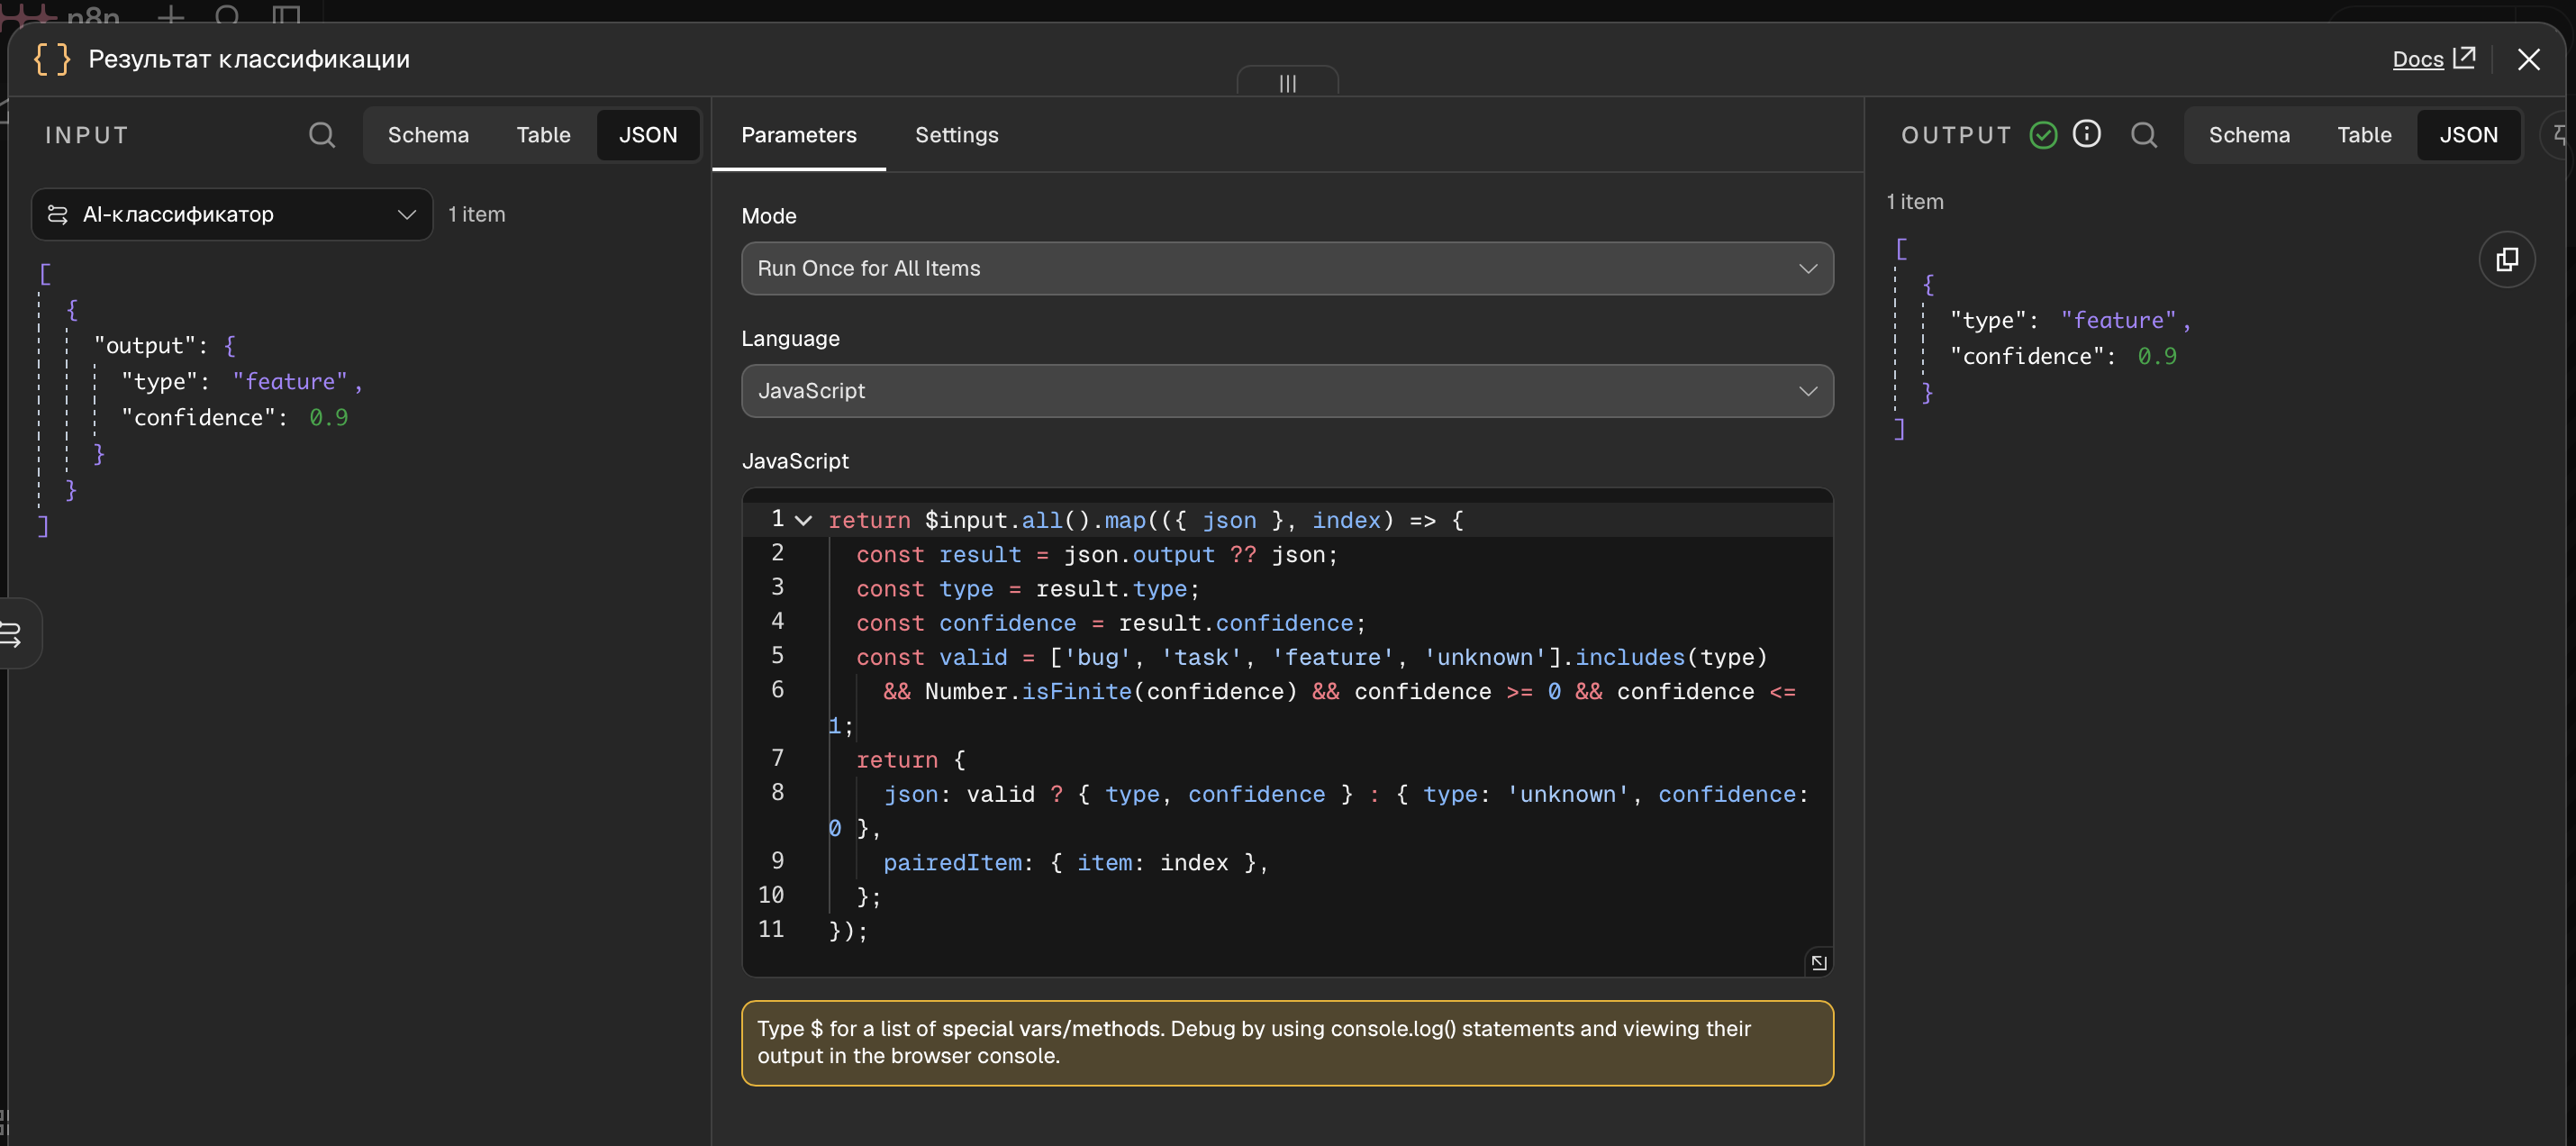 n8n
Результат классификации
Docs
INPUT
Schema Table JSON
AI-классификатор
1 item
[
{
"output": {
"type": "feature",
"confidence": 0.9
}
}
]
Parameters Settings
Mode
Run Once for All Items
Language
JavaScript
JavaScript
1 return $input.all().map(({ json }, index) => {
2 const result = json.output ?? json;
3 const type = result.type;
4 const confidence = result.confidence;
5 const valid = ['bug', 'task', 'feature', 'unknown'].includes(type)
6 && Number.isFinite(confidence) && confidence >= 0 && confidence <=
1;
7 return {
8 json: valid ? { type, confidence } : { type: 'unknown', confidence:
0 },
9 pairedItem: { item: index },
10 };
11 });
Type $ for a list of special vars/methods. Debug by using console.log() statements and viewing their
output in the browser console.
OUTPUT
Schema Table JSON
1 item
[
{
"type": "feature",
"confidence": 0.9
}
]